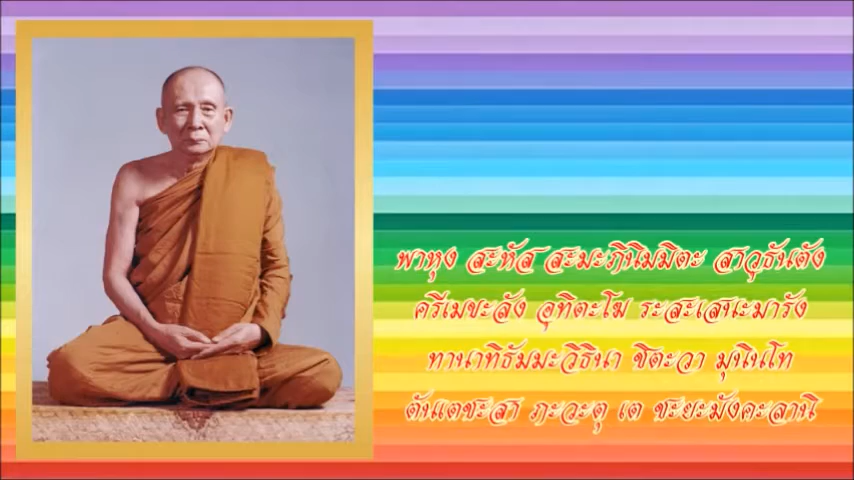 พาหุง สะหัส สะมะภินิมมิตะ สาวุธันตัง
ครีเมขะลัง อุทิตะโฆ ระสะเสนะมารัง
ทานาทิธัมมะวิธินา ชิตะวา มุนินโท
ตันเตชะสา ภะวะตุ เต ชะยะมังคะลานิ